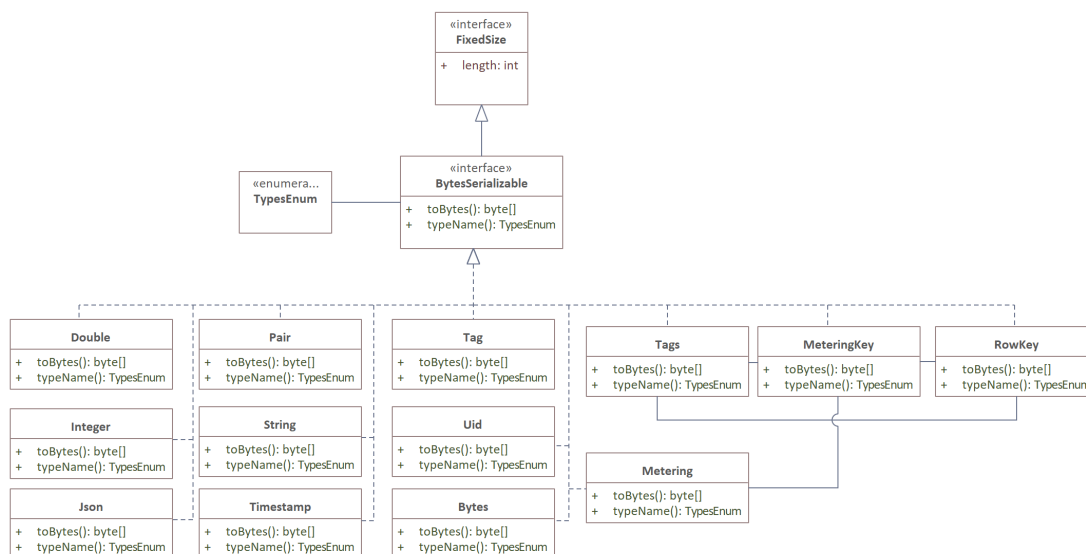 «interface»
FixedSize
+ length: int
«interface»
BytesSerializable
+ toBytes(): byte[]
+ typeName(): TypesEnum
«enumera...
TypesEnum
Double
+ toBytes(): byte[]
+ typeName(): TypesEnum
Pair
+ toBytes(): byte[]
+ typeName(): TypesEnum
Tag
+ toBytes(): byte[]
+ typeName(): TypesEnum
Tags
+ toBytes(): byte[]
+ typeName(): TypesEnum
MeteringKey
+ toBytes(): byte[]
+ typeName(): TypesEnum
RowKey
+ toBytes(): byte[]
+ typeName(): TypesEnum
Integer
+ toBytes(): byte[]
+ typeName(): TypesEnum
String
+ toBytes(): byte[]
+ typeName(): TypesEnum
Uid
+ toBytes(): byte[]
+ typeName(): TypesEnum
Metering
+ toBytes(): byte[]
+ typeName(): TypesEnum
Json
+ toBytes(): byte[]
+ typeName(): TypesEnum
Timestamp
+ toBytes(): byte[]
+ typeName(): TypesEnum
Bytes
+ toBytes(): byte[]
+ typeName(): TypesEnum